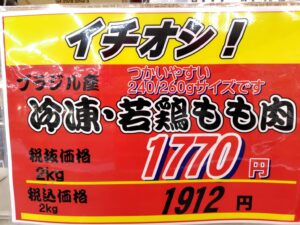 イチオシ!
ブラジル産
つかいやすい
240/260gサイズです
冷凍・若鶏もも肉
税抜価格
2kg
1770円
税込価格
2kg
1912円